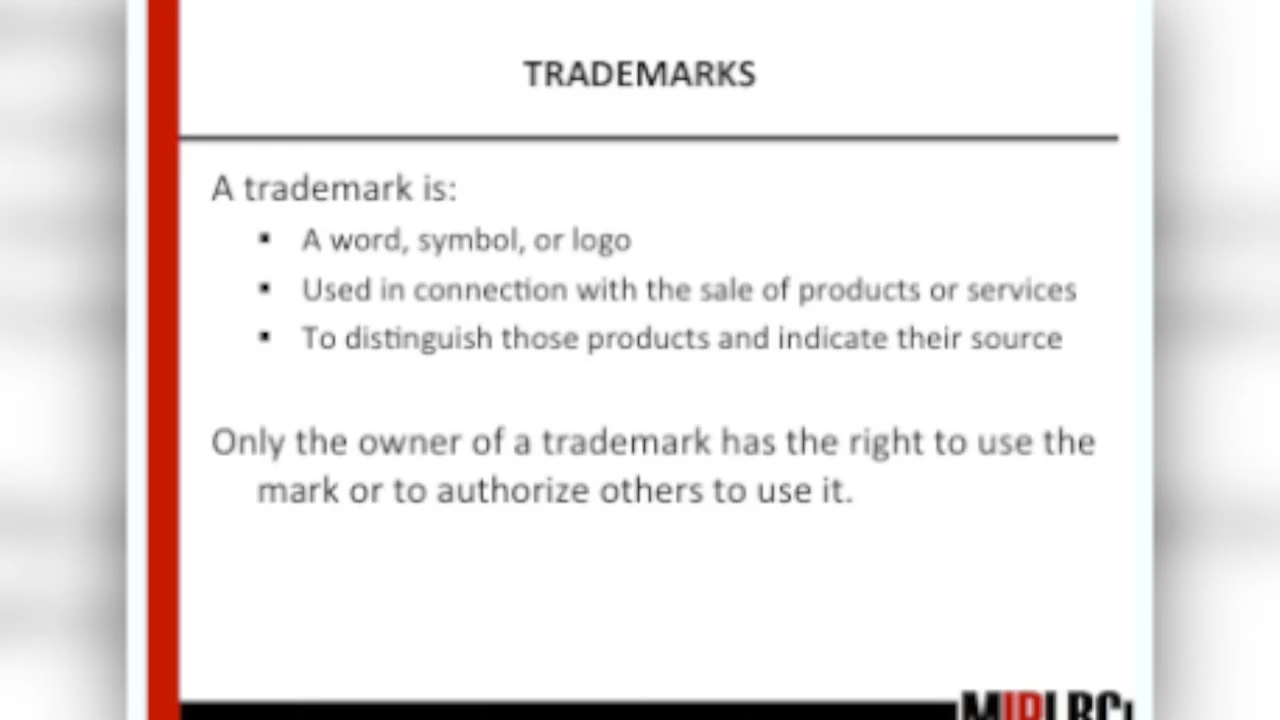 TRADEMARKS
A trademark is:
▪ A word, symbol, or logo
▪ Used in connection with the sale of products or services
▪ To distinguish those products and indicate their source
Only the owner of a trademark has the right to use the
mark or to authorize others to use it.